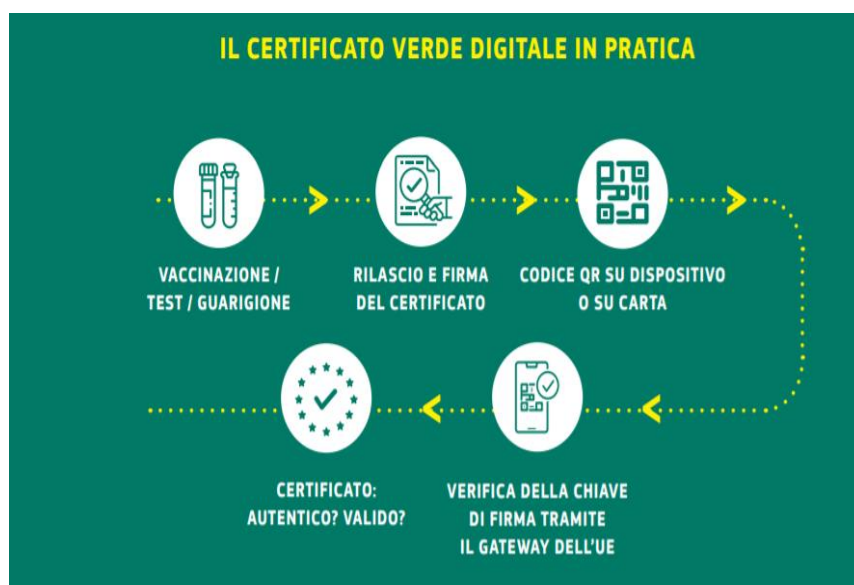 IL CERTIFICATO VERDE DIGITALE IN PRATICA
VACCINAZIONE /
TEST / GUARIGIONE
RILASCIO E FIRMA
DEL CERTIFICATO
CODICE QR SU DISPOSITIVO
O SU CARTA
CERTIFICATO:
AUTENTICO? VALIDO?
VERIFICA DELLA CHIAVE
DI FIRMA TRAMITE
IL GATEWAY DELL'UE